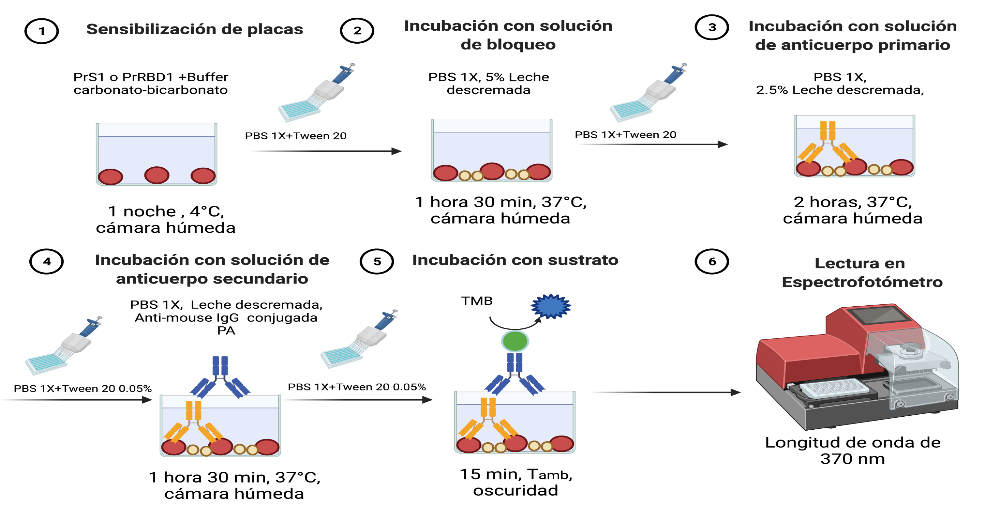 1
Sensibilización de placas
PrS1 o PrRBD1 +Buffer
carbonato-bicarbonato
1 noche , 4°C,
cámara húmeda
PBS 1X+Tween 20
2
Incubación con solución
de bloqueo
PBS 1X, 5% Leche
descremada
1 hora 30 min, 37°C,
cámara húmeda
PBS 1X+Tween 20
3
Incubación con solución
de anticuerpo primario
PBS 1X,
2.5% Leche descremada,
2 horas, 37°C,
cámara húmeda
PBS 1X+Tween 20 0.05%
4
Incubación con solución de
anticuerpo secundario
PBS 1X, Leche descremada,
Anti-mouse IgG conjugada
PA
1 hora 30 min, 37°C,
cámara húmeda
PBS 1X+Tween 20 0.05%
5
Incubación con sustrato
TMB
15 min, Tamb,
oscuridad
6
Lectura en
Espectrofotómetro
Longitud de onda de
370 nm